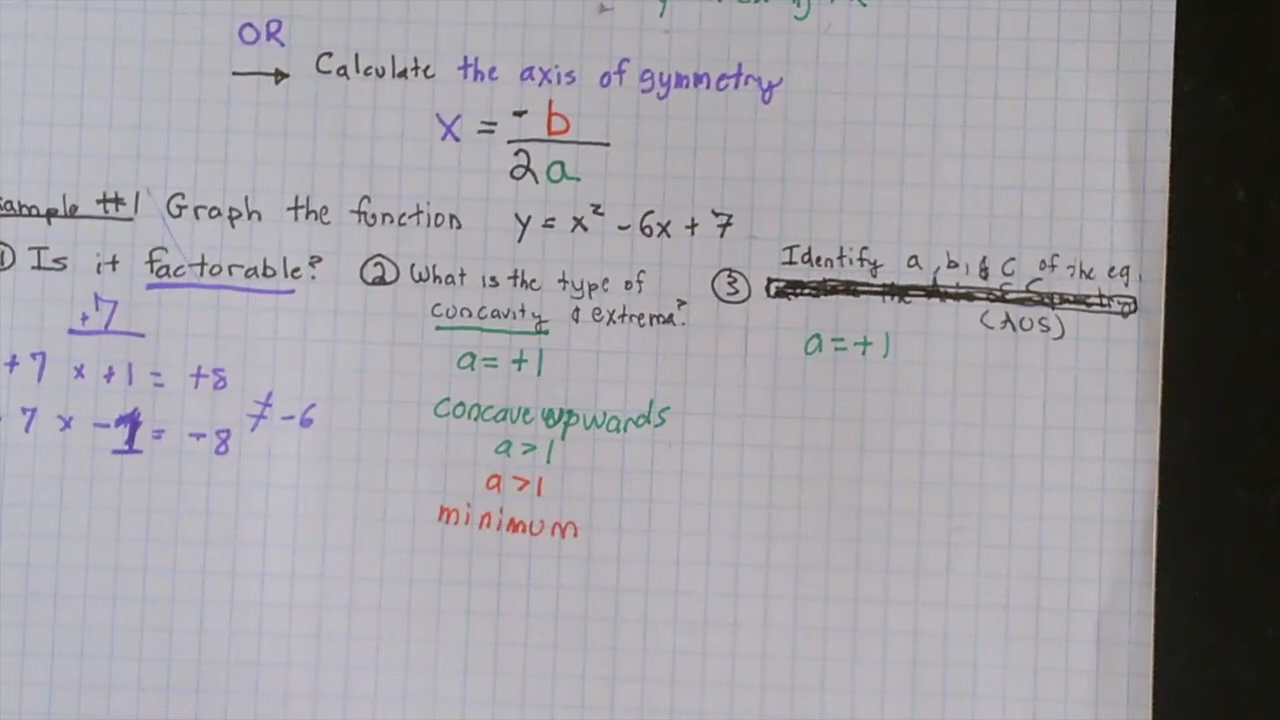 OR
→ Calculate the axis of symmetry
x = -b
2a
ample #1 Graph the function y = x² - 6x + 7
1) Is it factorable?
+7
+7 x +1 = +8
7 x -1 = -8 ≠ -6
② What is the type of
concavity & extrema?
a = +1
concave upwards
a > 1
a > 1
minimum
③ Identify a, b, & C of the eq.
(AOS)
a = +1